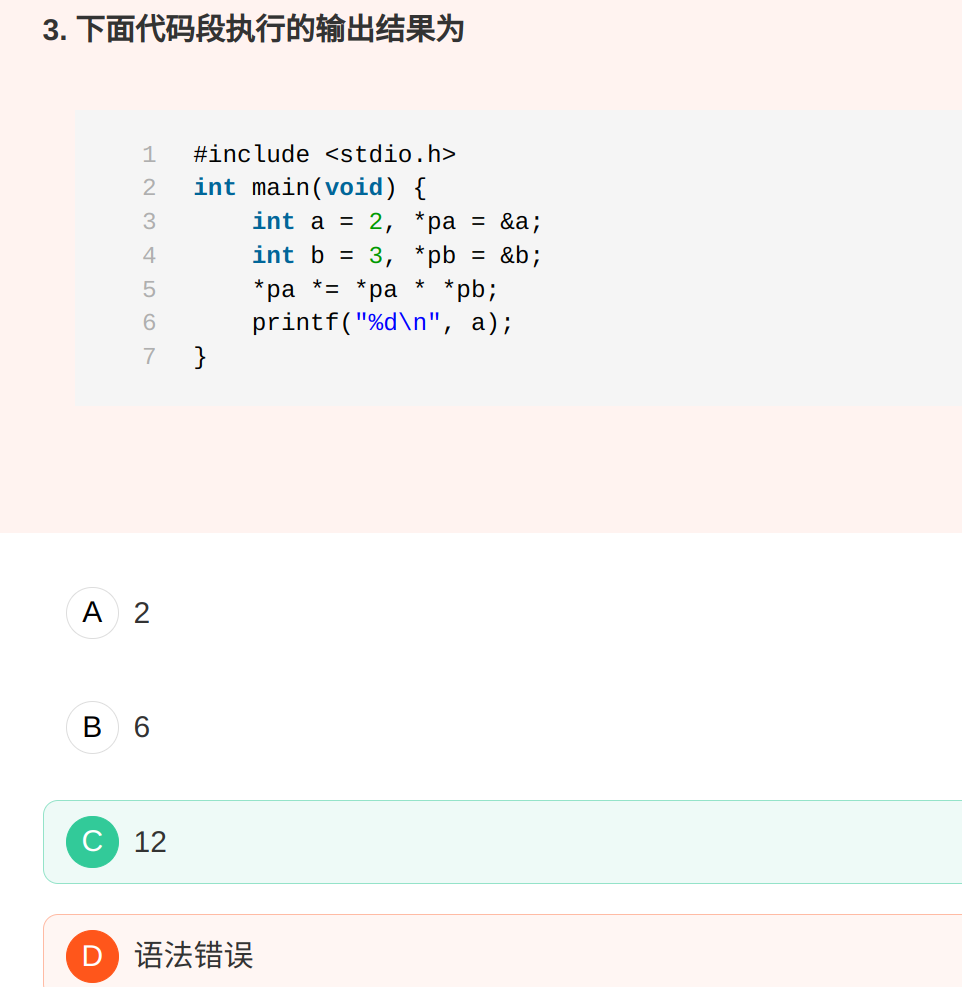 3. 下面代码段执行的输出结果为
1 #include <stdio.h>
2 int main(void) {
3     int a = 2, *pa = &a;
4     int b = 3, *pb = &b;
5     *pa *= *pa * *pb;
6     printf("%d\n", a);
7 }
A 2
B 6
C 12
D 语法错误